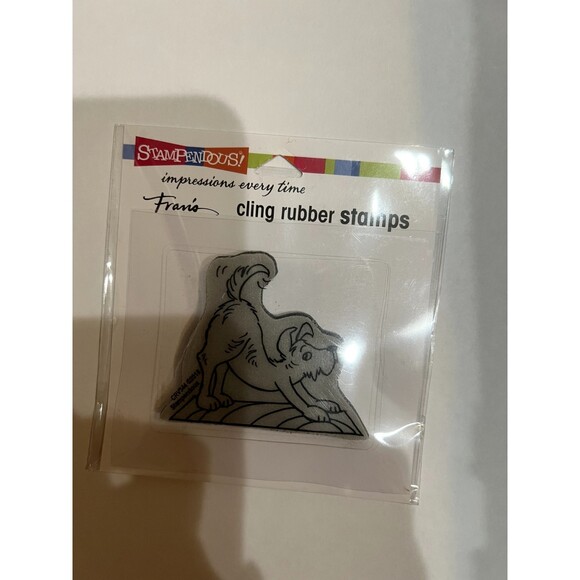 STAMPENDOUS!
impressions every time
Fran's cling rubber stamps